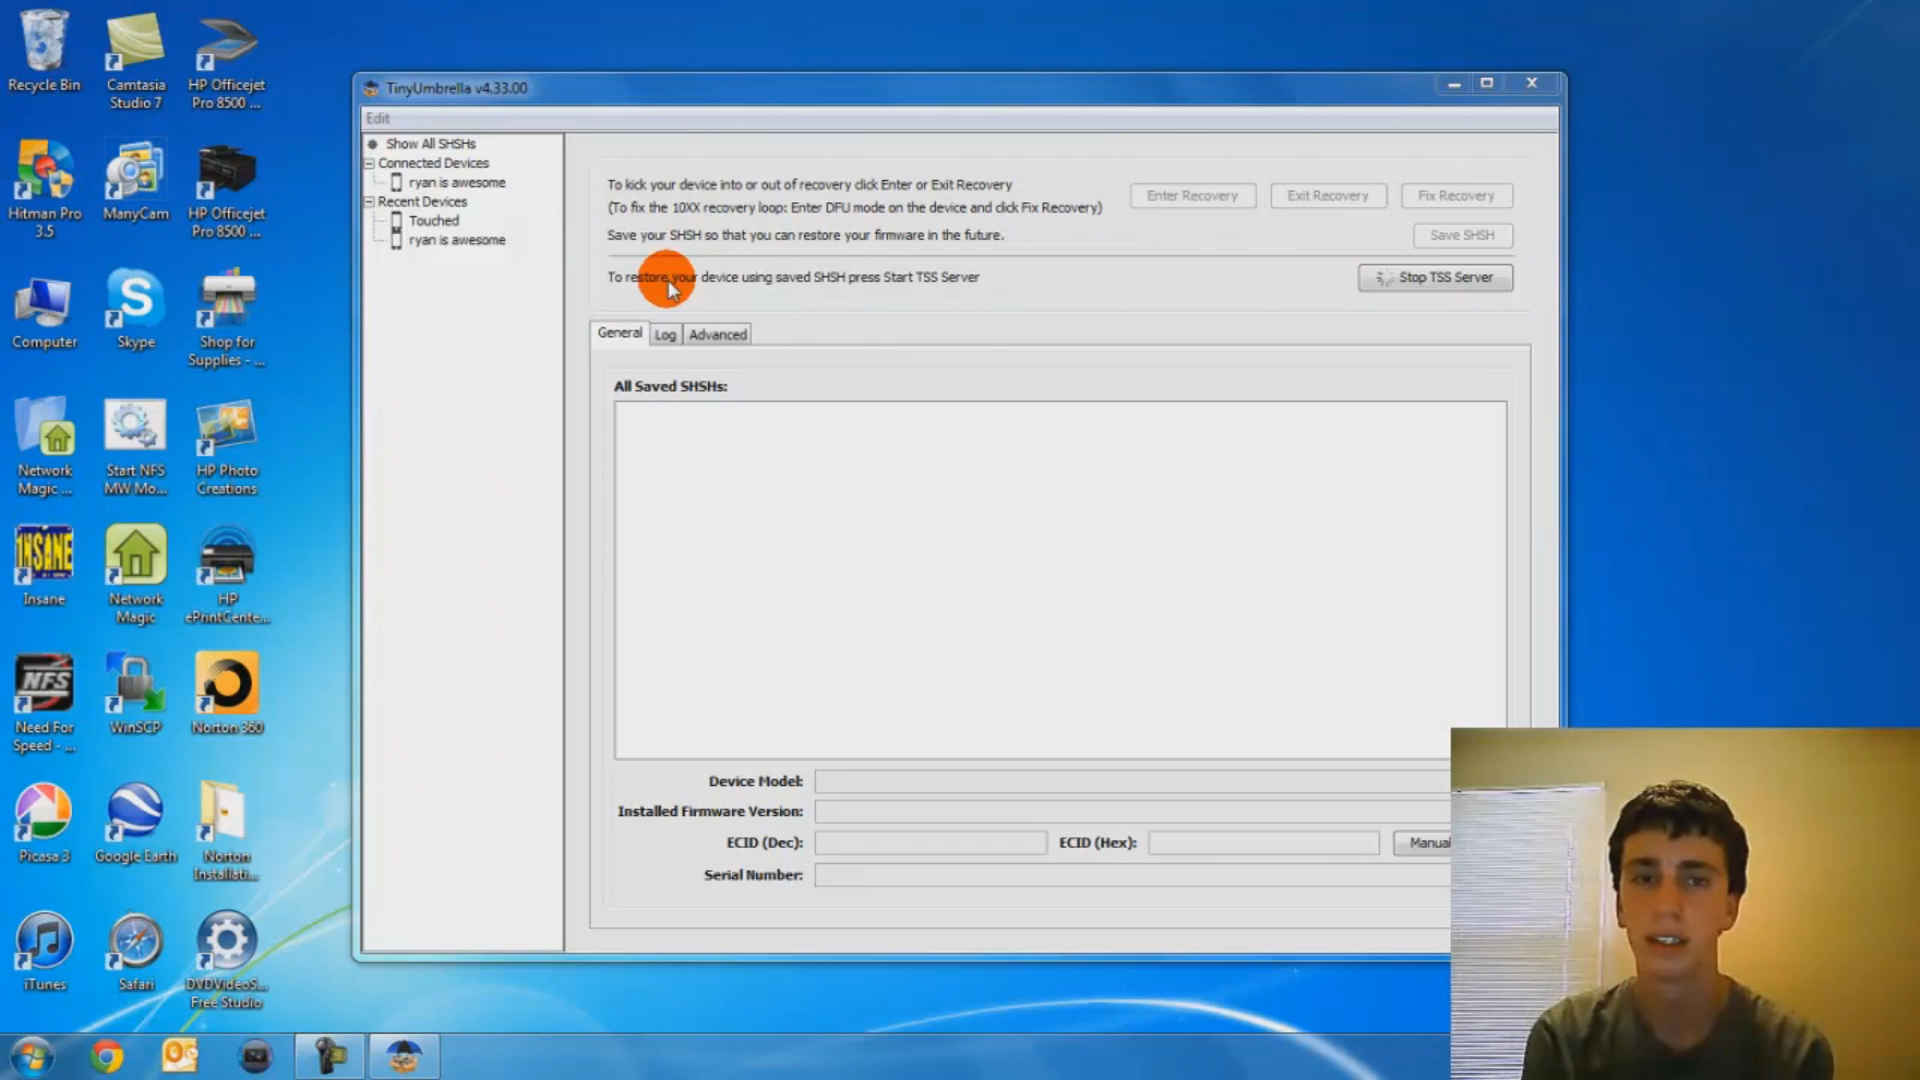 Recycle Bin
Camtasia
Studio 7
HP Officejet
Pro 8500 ...
Hitman Pro
3.5
ManyCam
HP Officejet
Pro 8500 ...
Computer
Skype
Shop for
Supplies - ...
Network
Magic ...
Start NFS
MW Mo...
HP Photo
Creations
1NSANE
Insane
Network
Magic
HP
ePrintCente...
NFS
Need For
Speed - ...
WinSCP
Norton 360
Picasa 3
Google Earth
Norton
Installati...
iTunes
Safari
DVDVideoS...
Free Studio
TinyUmbrella v4.33.00
Edit
Show All SHSHs
Connected Devices
ryan is awesome
Recent Devices
Touched
ryan is awesome
To kick your device into or out of recovery click Enter or Exit Recovery
(To fix the 10XX recovery loop: Enter DFU mode on the device and click Fix Recovery)
Enter Recovery
Exit Recovery
Fix Recovery
Save your SHSH so that you can restore your firmware in the future.
Save SHSH
To restore your device using saved SHSH press Start TSS Server
Stop TSS Server
General
Log
Advanced
All Saved SHSHs:
Device Model:
Installed Firmware Version:
ECID (Dec):
ECID (Hex):
Manual
Serial Number: